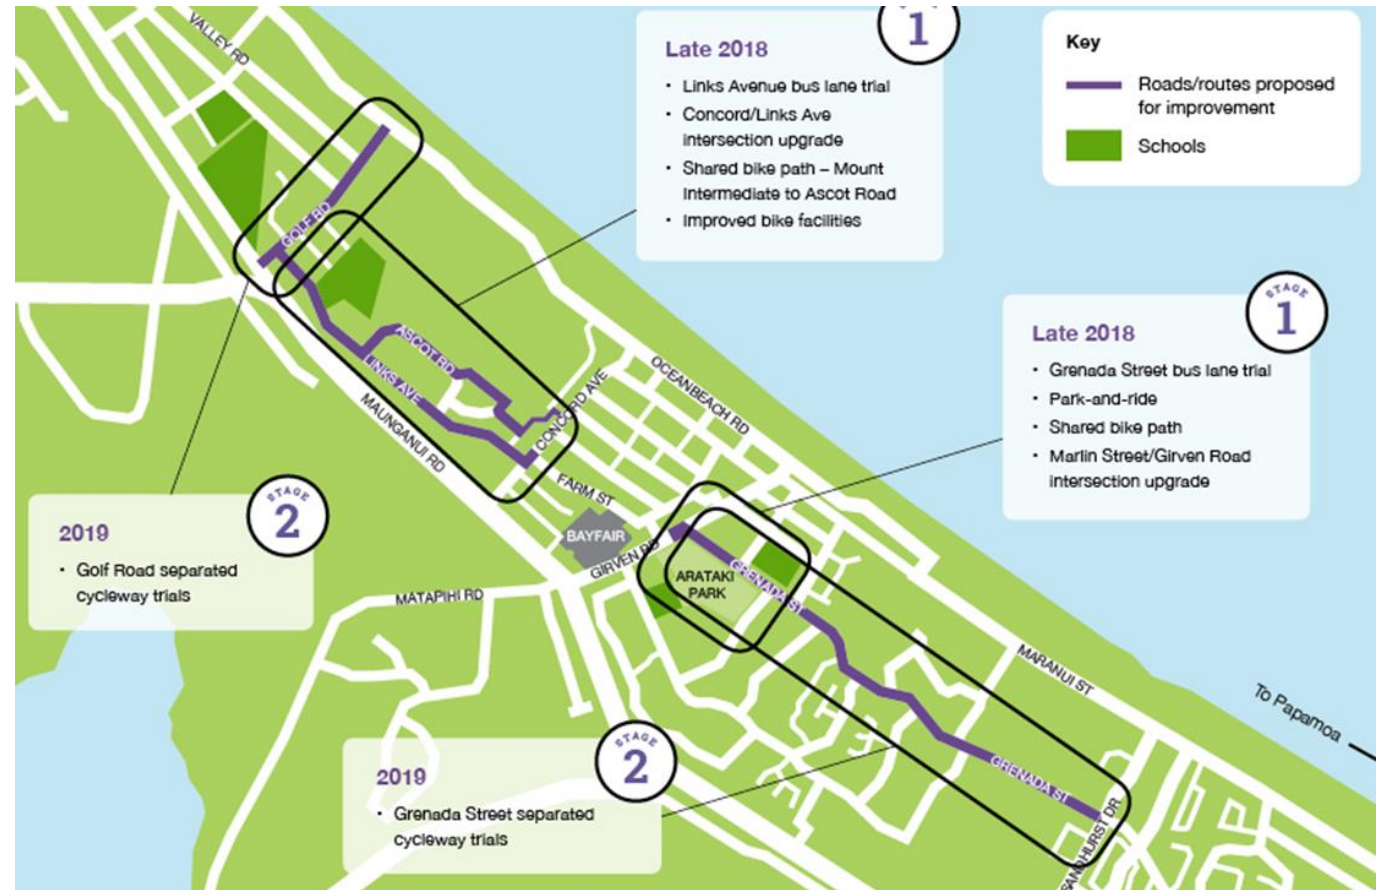 VALLEY RD
1
Late 2018
• Links Avenue bus lane trial
• Concord/Links Ave
intersection upgrade
• Shared bike path – Mount
Intermediate to Ascot Road
• Improved bike facilities
Key
Roads/routes proposed
for improvement
Schools
GOLF RD
ASCOT RD
LINKS AVE
MAUNGANUI RD
CONCORD AVE
OCEANBEACH RD
FARM ST
STAGE
1
Late 2018
• Grenada Street bus lane trial
• Park-and-ride
• Shared bike path
• Marlin Street/Girven Road
intersection upgrade
STAGE
2
2019
• Golf Road separated
cycleway trials
BAYFAIR
GIRVEN RD
MATAPIHI RD
ARATAKI
PARK
GRENADA ST
MARANUI ST
To Papamoa
STAGE
2
2019
• Grenada Street separated
cycleway trials
GRENADA ST
SANDHURST DR